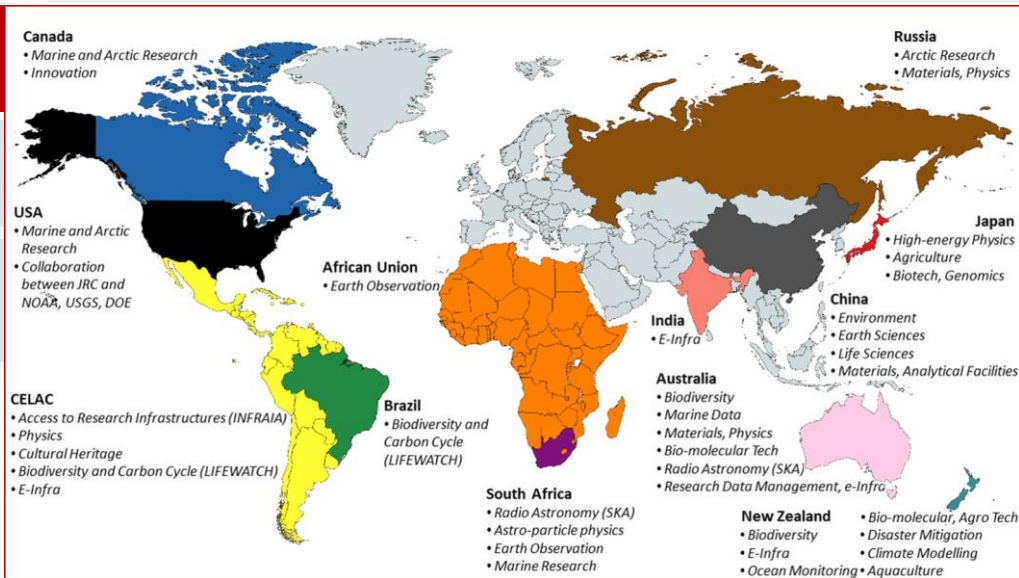 Canada
• Marine and Arctic Research
• Innovation
Russia
• Arctic Research
• Materials, Physics
USA
• Marine and Arctic
Research
• Collaboration
between JRC and
NOAA, USGS, DOE
African Union
• Earth Observation
Japan
• High-energy Physics
• Agriculture
• Biotech, Genomics
India
• E-Infra
China
• Environment
• Earth Sciences
• Life Sciences
• Materials, Analytical Facilities
CELAC
• Access to Research Infrastructures (INFRAIA)
• Physics
• Cultural Heritage
• Biodiversity and Carbon Cycle (LIFEWATCH)
• E-Infra
Brazil
• Biodiversity and
Carbon Cycle
(LIFEWATCH)
Australia
• Biodiversity
• Marine Data
• Materials, Physics
• Bio-molecular Tech
• Radio Astronomy (SKA)
• Research Data Management, e-Infra
South Africa
• Radio Astronomy (SKA)
• Astro-particle physics
• Earth Observation
• Marine Research
New Zealand
• Biodiversity
• E-Infra
• Ocean Monitoring
• Bio-molecular, Agro Tech
• Disaster Mitigation
• Climate Modelling
• Aquaculture